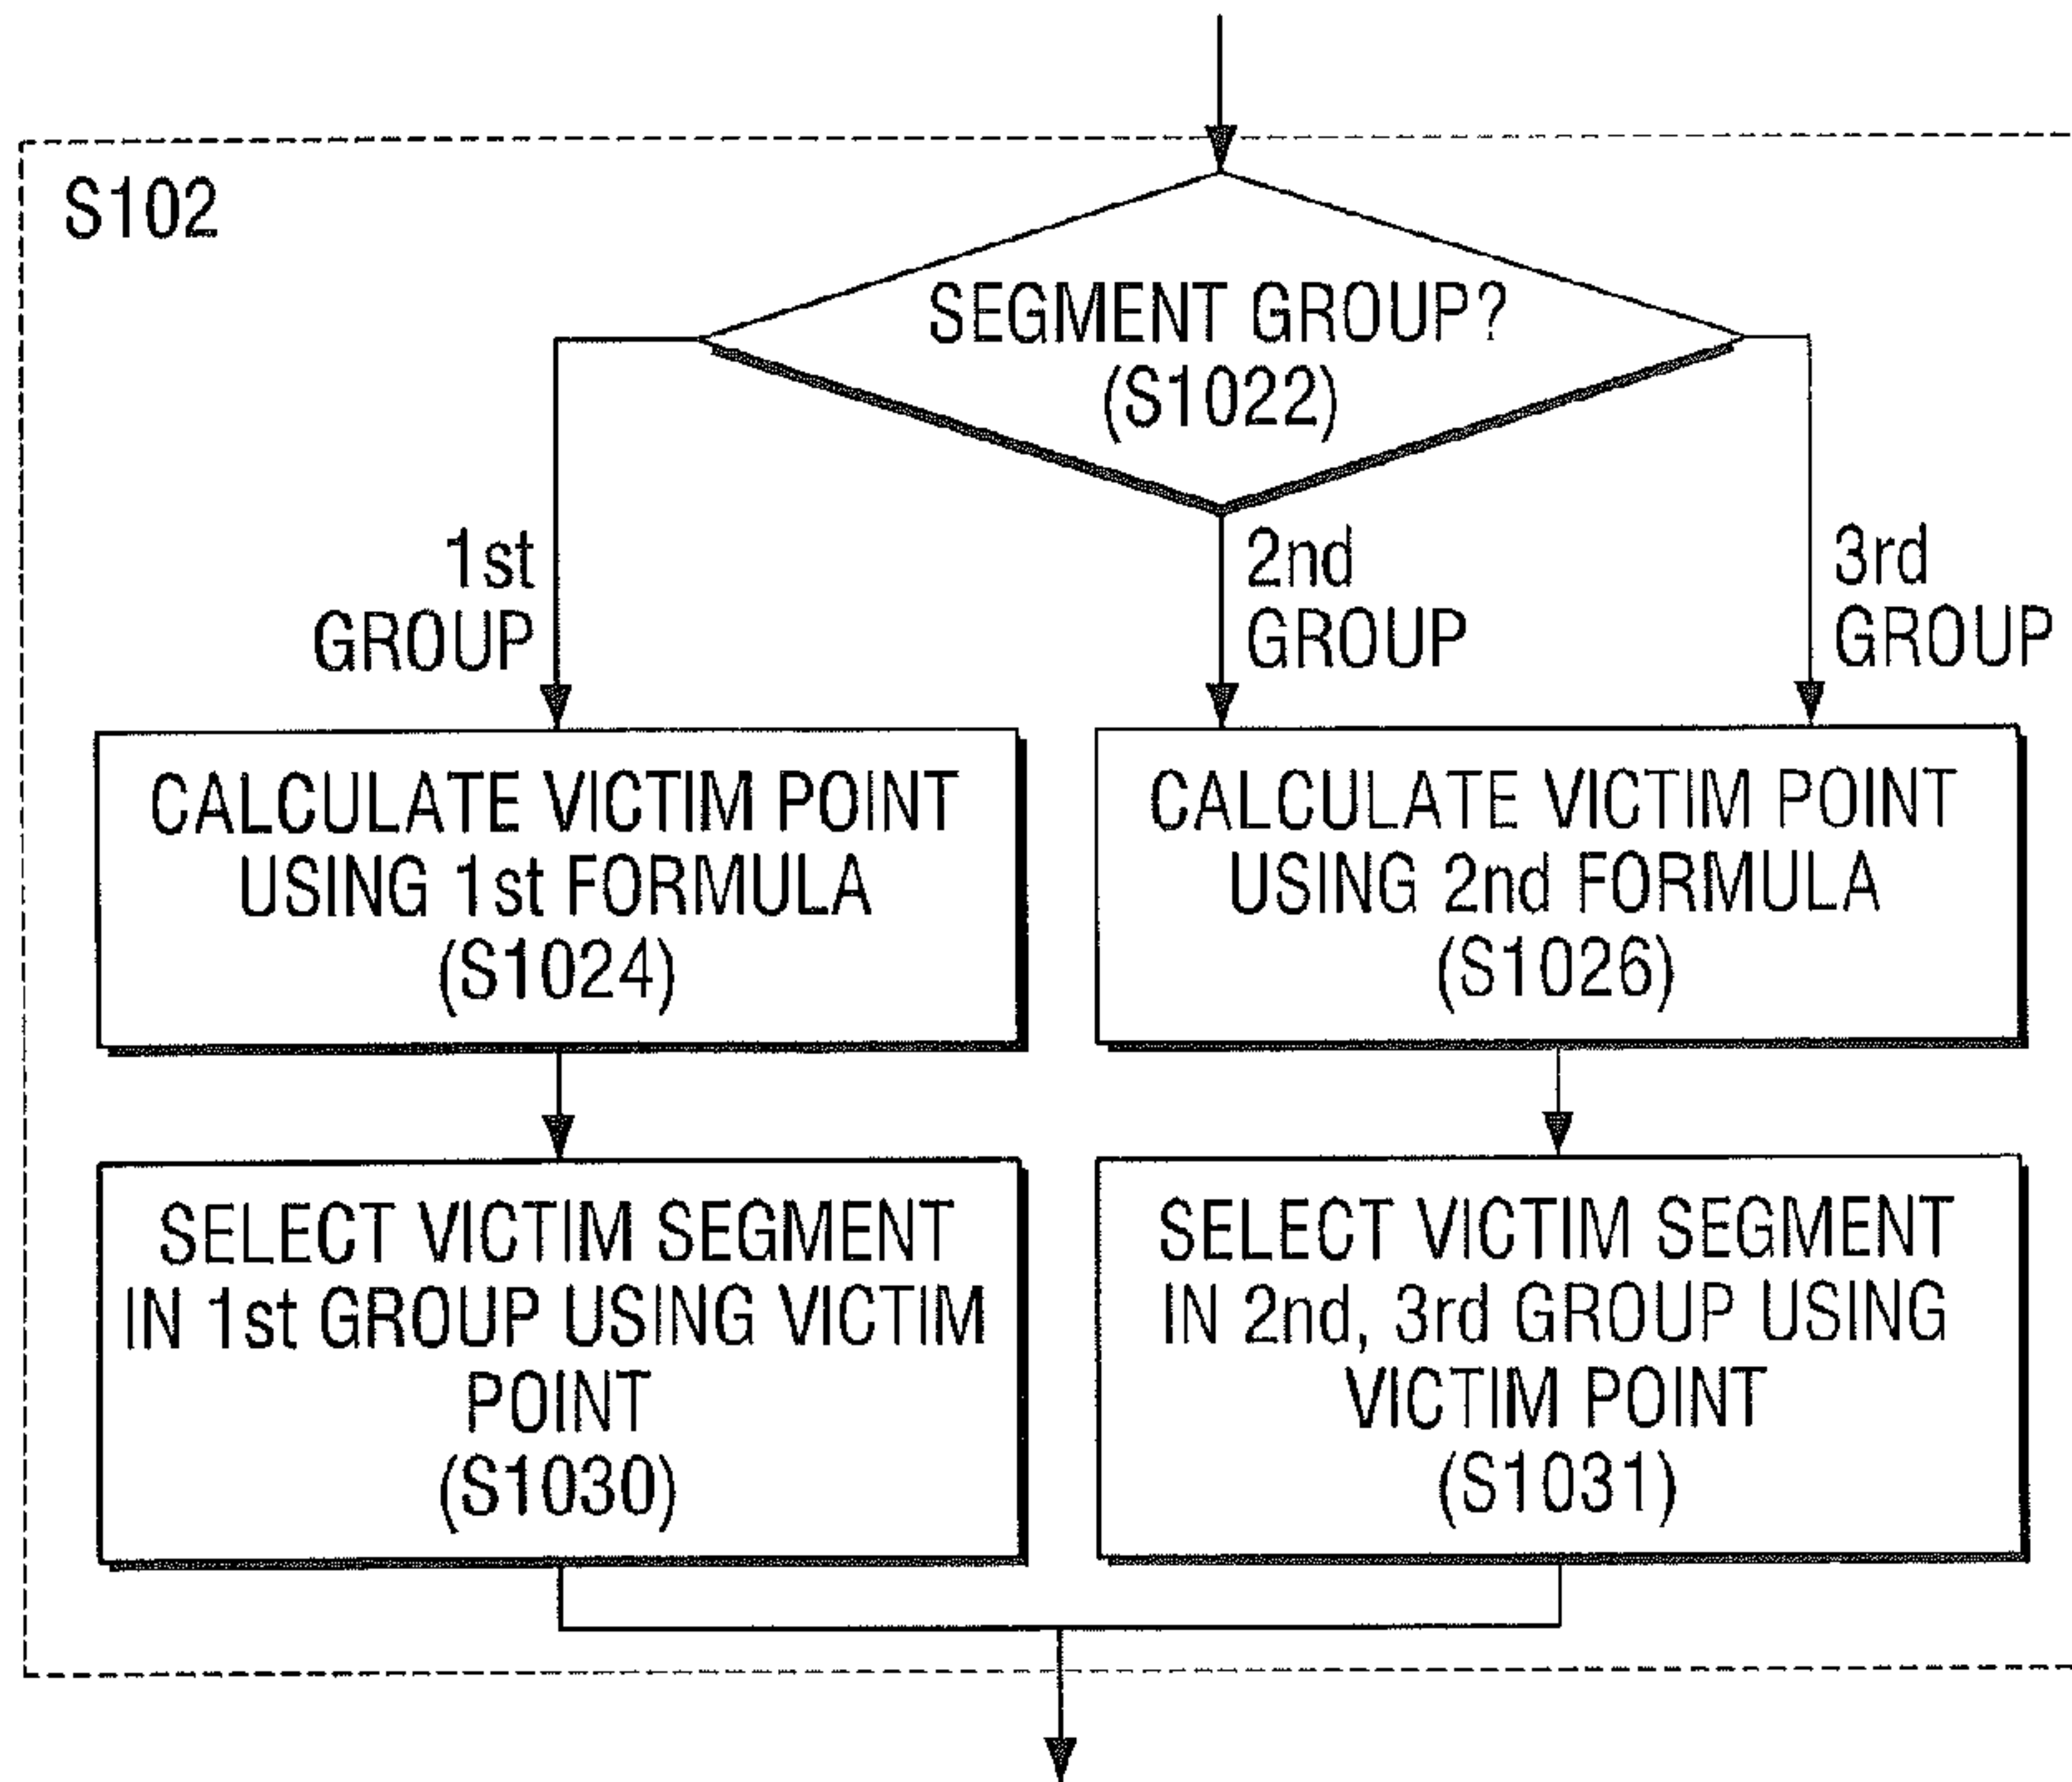 S102
SEGMENT GROUP?
(S1022)
1st
GROUP
2nd
GROUP
3rd
GROUP
CALCULATE VICTIM POINT
USING 1st FORMULA
(S1024)
CALCULATE VICTIM POINT
USING 2nd FORMULA
(S1026)
SELECT VICTIM SEGMENT
IN 1st GROUP USING VICTIM
POINT
(S1030)
SELECT VICTIM SEGMENT
IN 2nd, 3rd GROUP USING
VICTIM POINT
(S1031)